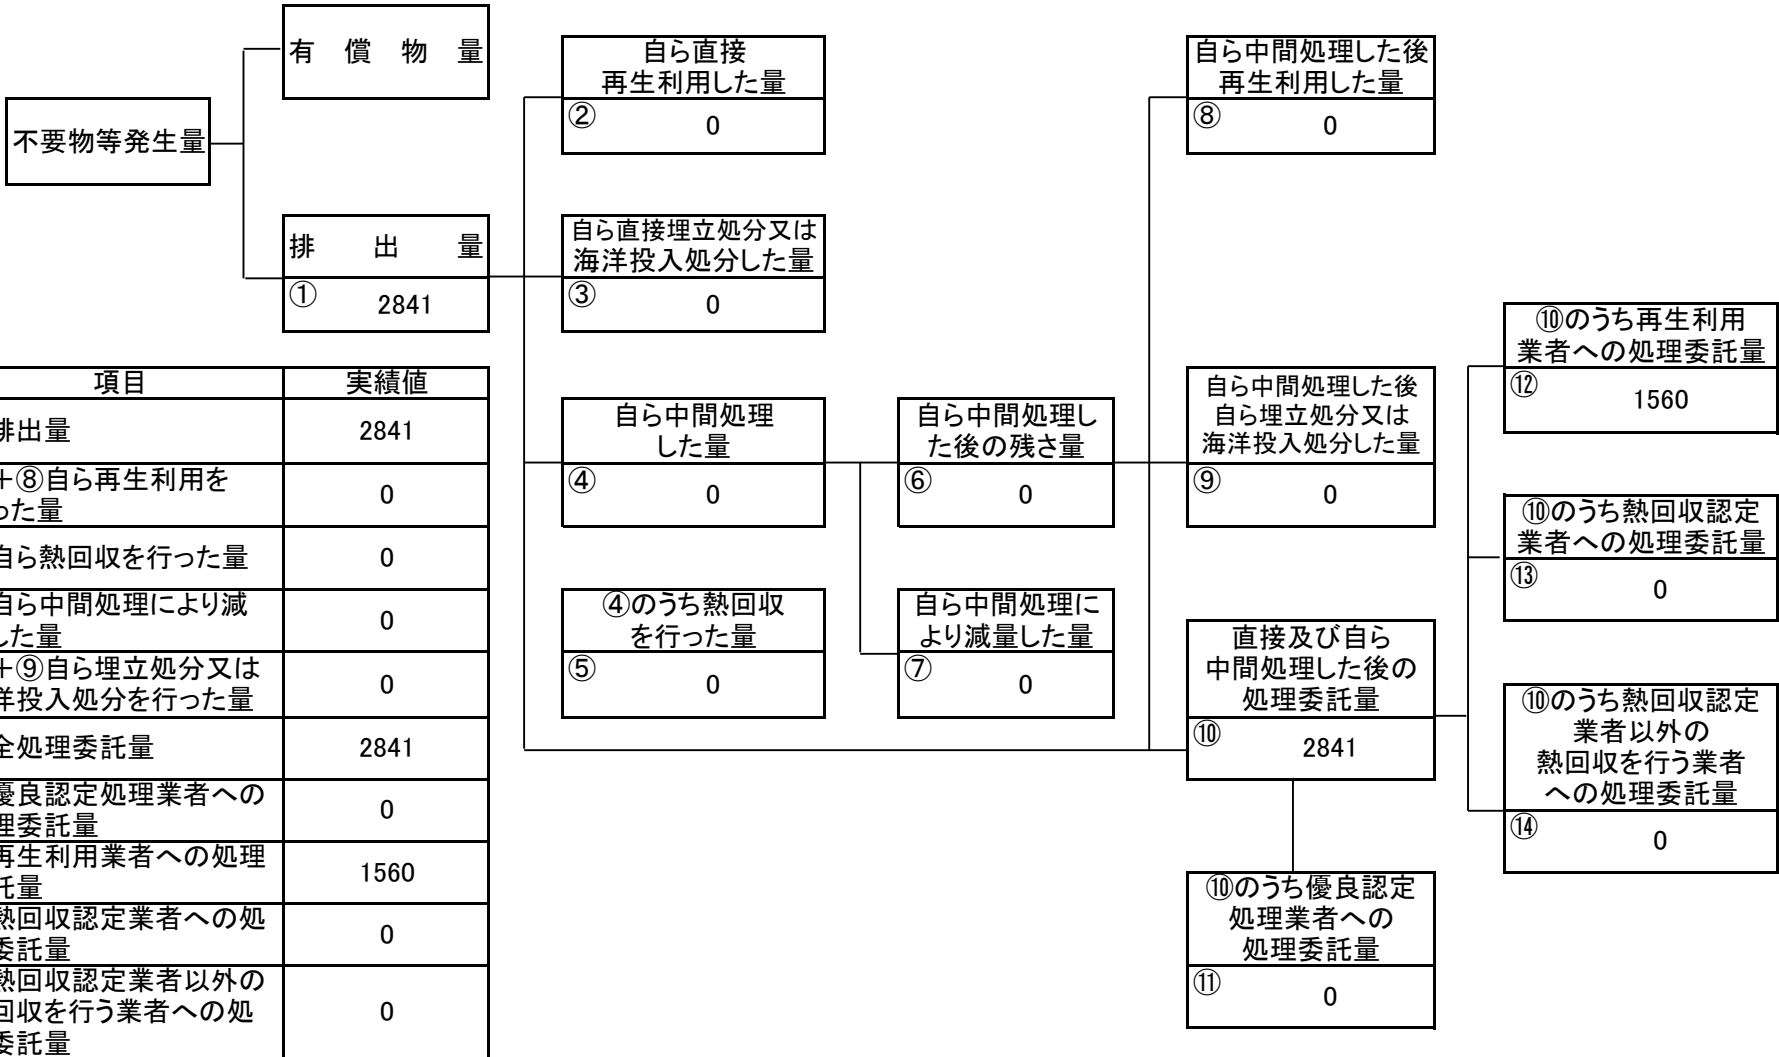 有償物量
不要物等発生量
排出量
① 2841
自ら直接
再生利用した量
② 0
自ら直接埋立処分又は
海洋投入処分した量
③ 0
自ら中間処理
した量
④ 0
④のうち熱回収
を行った量
⑤ 0
自ら中間処理し
た後の残さ量
⑥ 0
自ら中間処理に
より減量した量
⑦ 0
自ら中間処理した後
再生利用した量
⑧ 0
自ら中間処理した後
自ら埋立処分又は
海洋投入処分した量
⑨ 0
直接及び自ら
中間処理した後の
処理委託量
⑩ 2841
⑩のうち優良認定
処理業者への
処理委託量
⑪ 0
⑩のうち再生利用
業者への処理委託量
⑫ 1560
⑩のうち熱回収認定
業者への処理委託量
⑬ 0
⑩のうち熱回収認定
業者以外の
熱回収を行う業者
への処理委託量
⑭ 0
項目 実績値
排出量 2841
+⑧自ら再生利用を
った量 0
自ら熱回収を行った量 0
自ら中間処理により減
した量 0
+⑨自ら埋立処分又は
洋投入処分を行った量 0
全処理委託量 2841
優良認定処理業者への
理委託量 0
再生利用業者への処理
託量 1560
熱回収認定業者への処
委託量 0
熱回収認定業者以外の
回収を行う業者への処
委託量 0